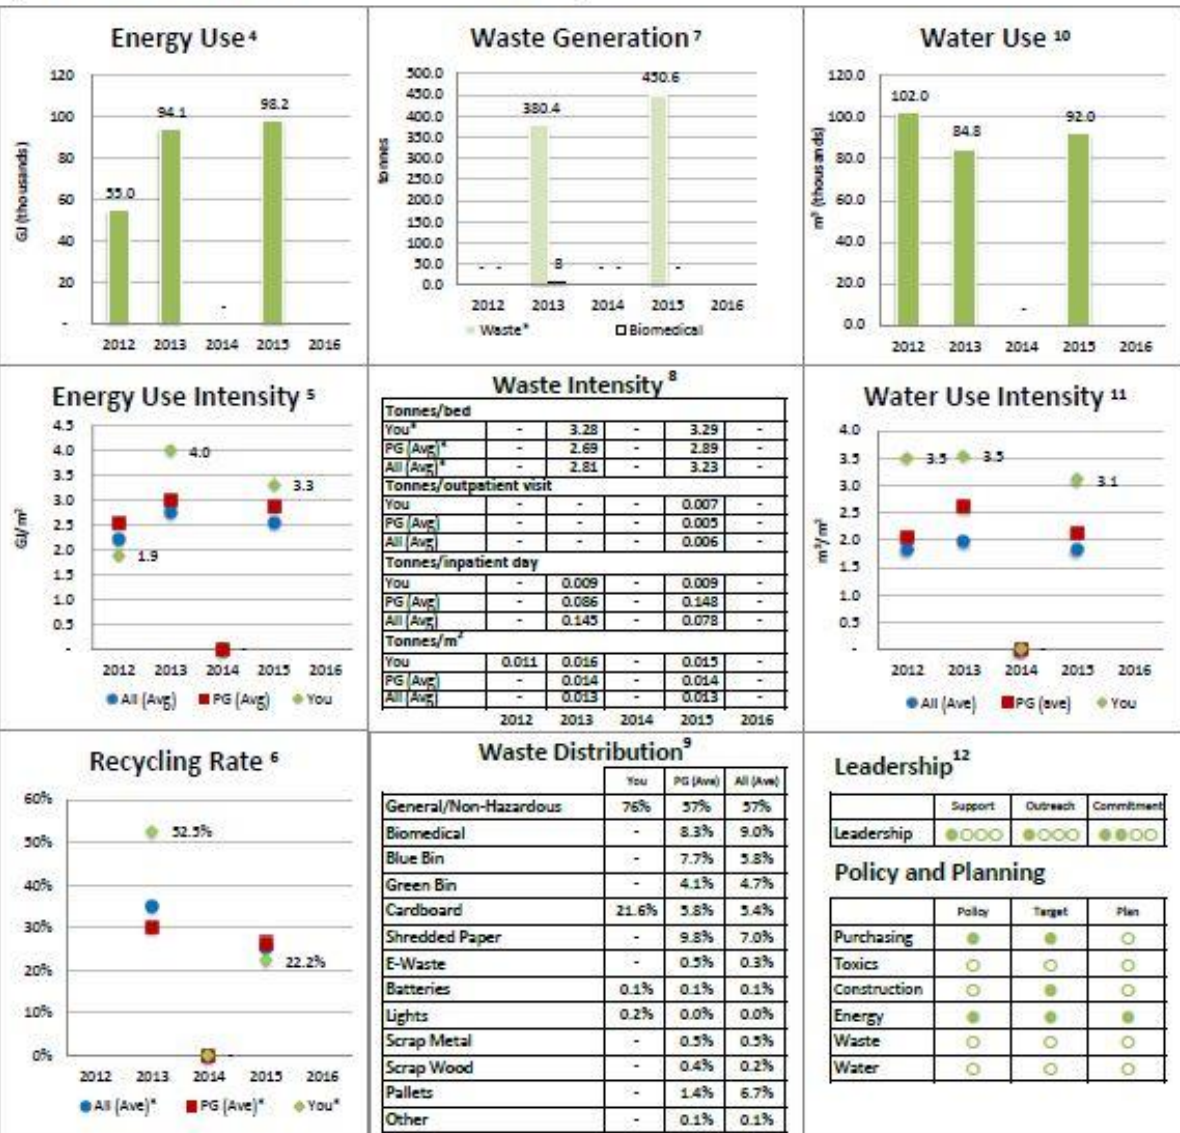 Energy Use 4
GJ (thousands)
120
100
80
60
40
20
-
55.0
94.1
-
98.2
2012 2013 2014 2015 2016
Waste Generation 7
tonnes
500.0
450.0
400.0
350.0
300.0
250.0
200.0
150.0
100.0
50.0
0.0
- -
380.4
8
- -
450.6
-
2012 2013 2014 2015 2016
Waste* Biomedical
Water Use 10
m³ (thousands)
120.0
100.0
80.0
60.0
40.0
20.0
0.0
102.0
84.8
-
92.0
2012 2013 2014 2015 2016
Energy Use Intensity 5
GJ/m²
4.5
4.0
3.5
3.0
2.5
2.0
1.5
1.0
0.5
-
1.9
4.0
-
3.3
2012 2013 2014 2015 2016
All (Avg) PG (Avg) You
Waste Intensity 8
Tonnes/bed
You* - 3.28 - 3.29 -
PG (Avg)* - 2.69 - 2.89 -
All (Avg)* - 2.81 - 3.23 -
Tonnes/outpatient visit
You - - - 0.007 -
PG (Avg) - - - 0.005 -
All (Avg) - - - 0.006 -
Tonnes/inpatient day
You - 0.009 - 0.009 -
PG (Avg) - 0.086 - 0.148 -
All (Avg) - 0.145 - 0.078 -
Tonnes/m²
You 0.011 0.016 - 0.015 -
PG (Avg) - 0.014 - 0.014 -
All (Avg) - 0.013 - 0.013 -
2012 2013 2014 2015 2016
Water Use Intensity 11
m³/m²
4.0
3.5
3.0
2.5
2.0
1.5
1.0
0.5
-
3.5
3.5
-
3.1
2012 2013 2014 2015 2016
All (Ave) PG (ave) You
Recycling Rate 6
60%
50%
40%
30%
20%
10%
0%
52.5%
-
22.2%
2012 2013 2014 2015 2016
All (Ave)* PG (Ave)* You*
Waste Distribution9
You PG (Ave) All (Ave)
General/Non-Hazardous 76% 57% 57%
Biomedical - 8.3% 9.0%
Blue Bin - 7.7% 5.8%
Green Bin - 4.1% 4.7%
Cardboard 21.6% 5.8% 5.4%
Shredded Paper - 9.8% 7.0%
E-Waste - 0.5% 0.3%
Batteries 0.1% 0.1% 0.1%
Lights 0.2% 0.0% 0.0%
Scrap Metal - 0.5% 0.5%
Scrap Wood - 0.4% 0.2%
Pallets - 1.4% 6.7%
Other - 0.1% 0.1%
Leadership12
Support Outreach Commitment
Leadership
Policy and Planning
Policy Target Plan
Purchasing
Toxics
Construction
Energy
Waste
Water